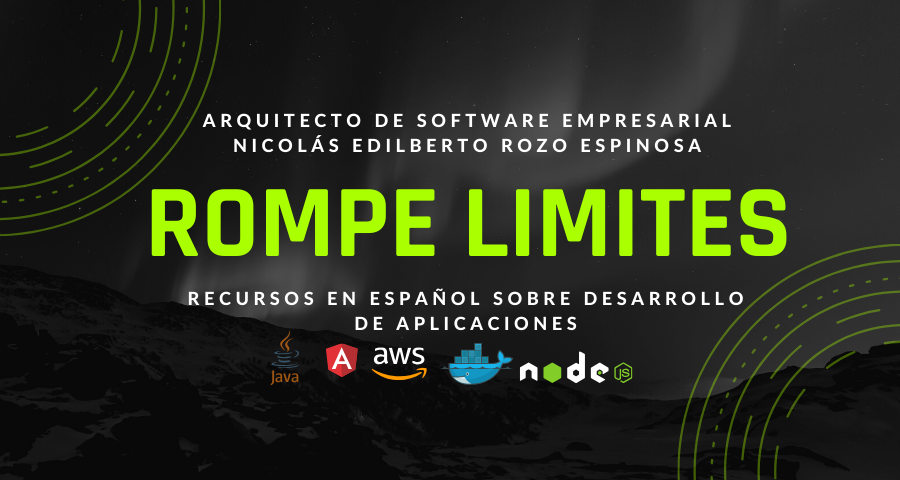 ARQUITECTO DE SOFTWARE EMPRESARIAL
NICOLÁS EDILBERTO ROZO ESPINOSA
ROMPE LIMITES
RECURSOS EN ESPAÑOL SOBRE DESARROLLO
DE APLICACIONES
Java A aws node JS